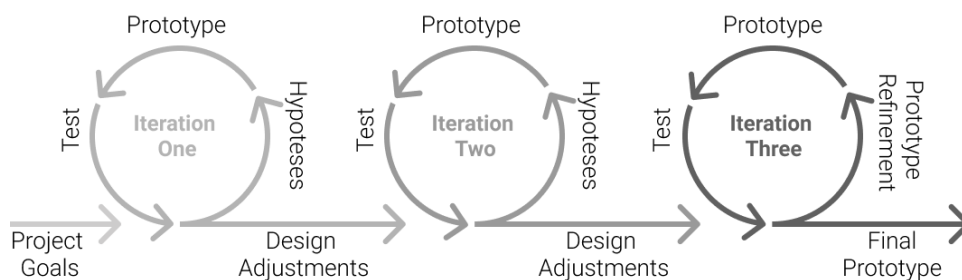 Prototype
Test
Iteration
One
Hypoteses
Project
Goals
Design
Adjustments
Prototype
Test
Iteration
Two
Hypoteses
Design
Adjustments
Prototype
Test
Iteration
Three
Prototype
Refinement
Final
Prototype